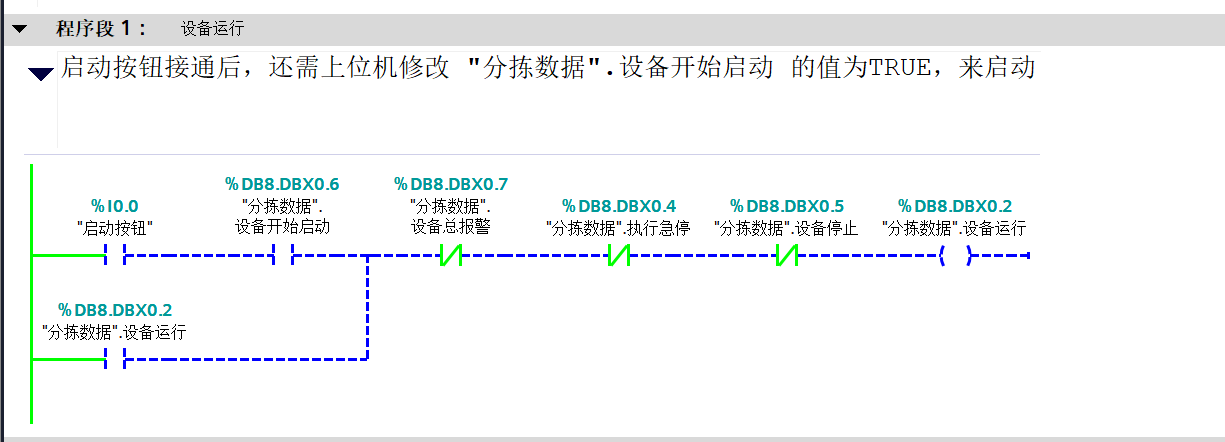 程序段 1： 设备运行
启动按钮接通后，还需上位机修改 "分拣数据".设备开始启动 的值为TRUE，来启动
%DB8.DBX0.6 %DB8.DBX0.7
%I0.0 "分拣数据". "分拣数据". %DB8.DBX0.4 %DB8.DBX0.5 %DB8.DBX0.2
"启动按钮" 设备开始启动 设备总报警 "分拣数据".执行急停 "分拣数据".设备停止 "分拣数据".设备运行
%DB8.DBX0.2
"分拣数据".设备运行